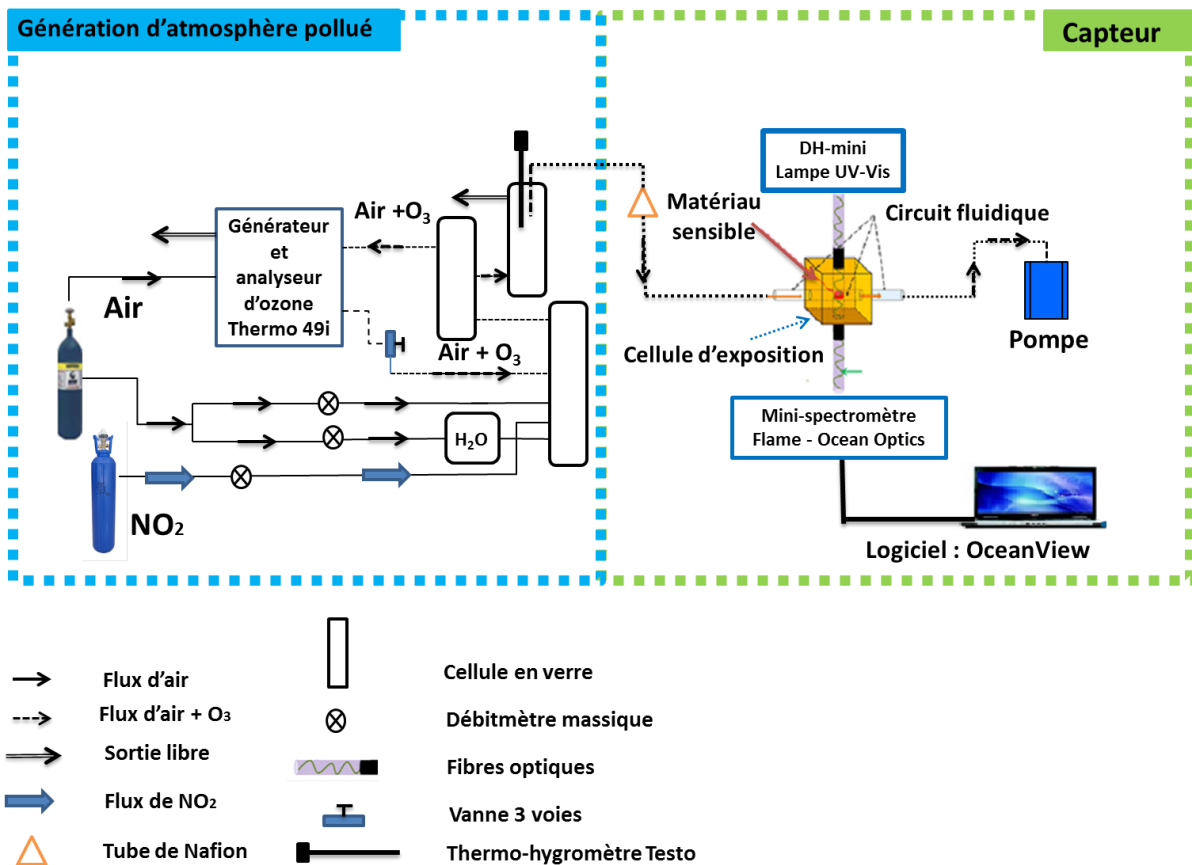 Génération d'atmosphère pollué
Capteur
DH-mini
Lampe UV-Vis
Matériau
sensible
Circuit fluidique
Air +O3
Générateur
et
analyseur
d'ozone
Thermo 49i
Air
Air + O3
Cellule d'exposition
Pompe
H2O
Mini-spectromètre
Flame - Ocean Optics
NO2
Logiciel : OceanView
Flux d'air
Cellule en verre
Flux d'air + O3
Débitmètre massique
Sortie libre
Fibres optiques
Flux de NO2
Vanne 3 voies
Tube de Nafion
Thermo-hygromètre Testo